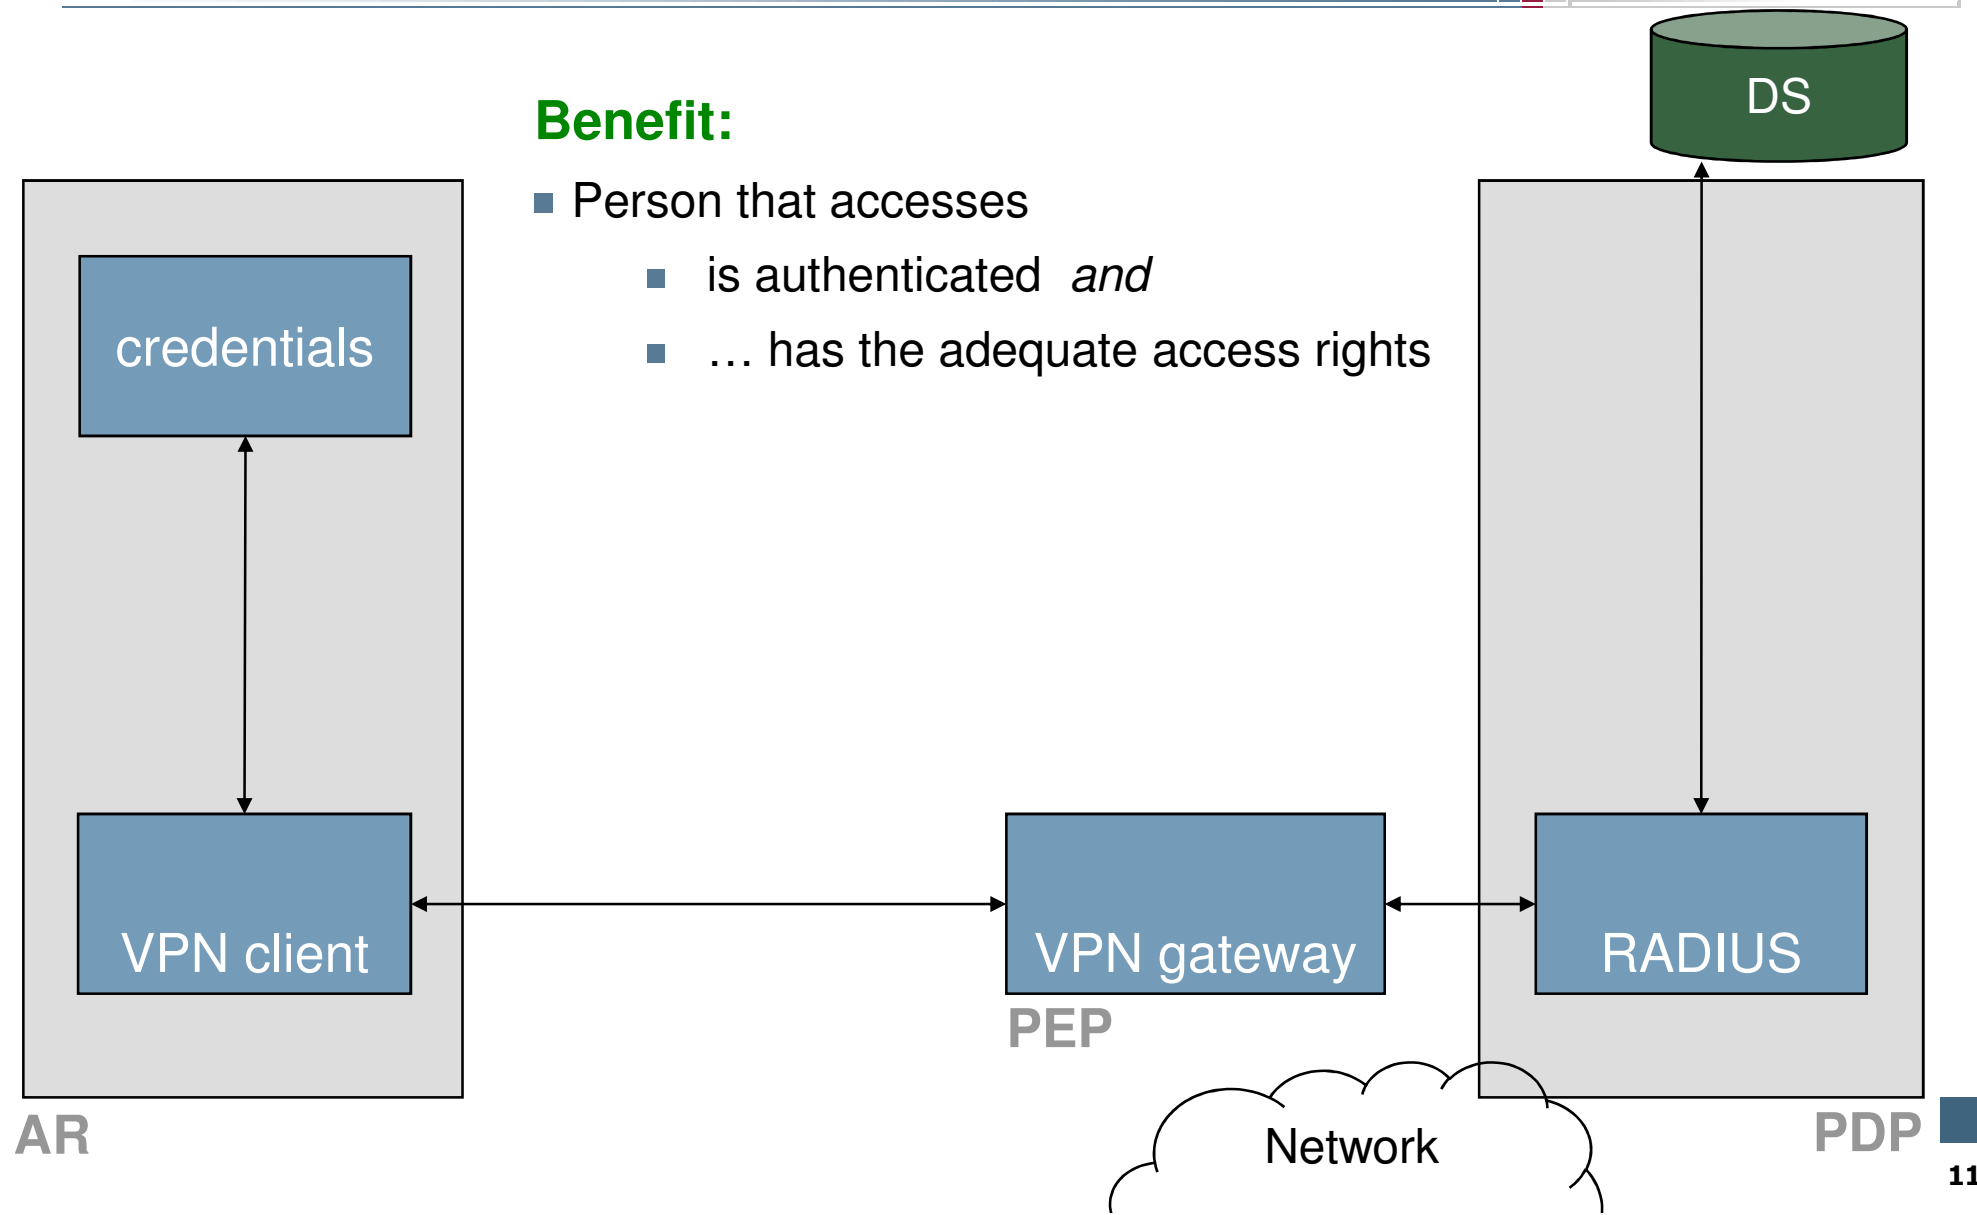 DS
Benefit:
Person that accesses
is authenticated and
… has the adequate access rights
credentials
VPN client
VPN gateway
RADIUS
PEP
AR
Network
PDP
11